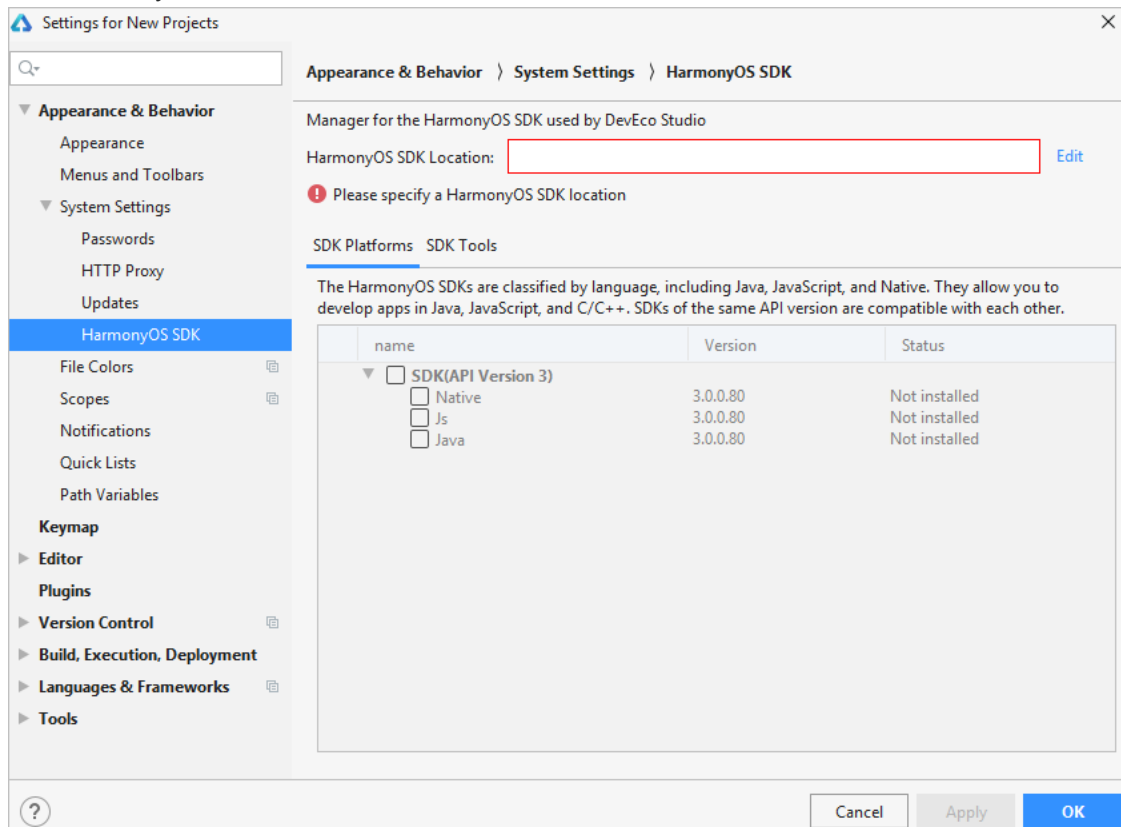 Settings for New Projects
Appearance & Behavior
Appearance
Menus and Toolbars
System Settings
Passwords
HTTP Proxy
Updates
HarmonyOS SDK
File Colors
Scopes
Notifications
Quick Lists
Path Variables
Keymap
Editor
Plugins
Version Control
Build, Execution, Deployment
Languages & Frameworks
Tools
Appearance & Behavior 〉 System Settings 〉 HarmonyOS SDK
Manager for the HarmonyOS SDK used by DevEco Studio
HarmonyOS SDK Location: Edit
Please specify a HarmonyOS SDK location
SDK Platforms SDK Tools
The HarmonyOS SDKs are classified by language, including Java, JavaScript, and Native. They allow you to
develop apps in Java, JavaScript, and C/C++. SDKs of the same API version are compatible with each other.
name Version Status
SDK(API Version 3)
Native 3.0.0.80 Not installed
Js 3.0.0.80 Not installed
Java 3.0.0.80 Not installed
? Cancel Apply OK